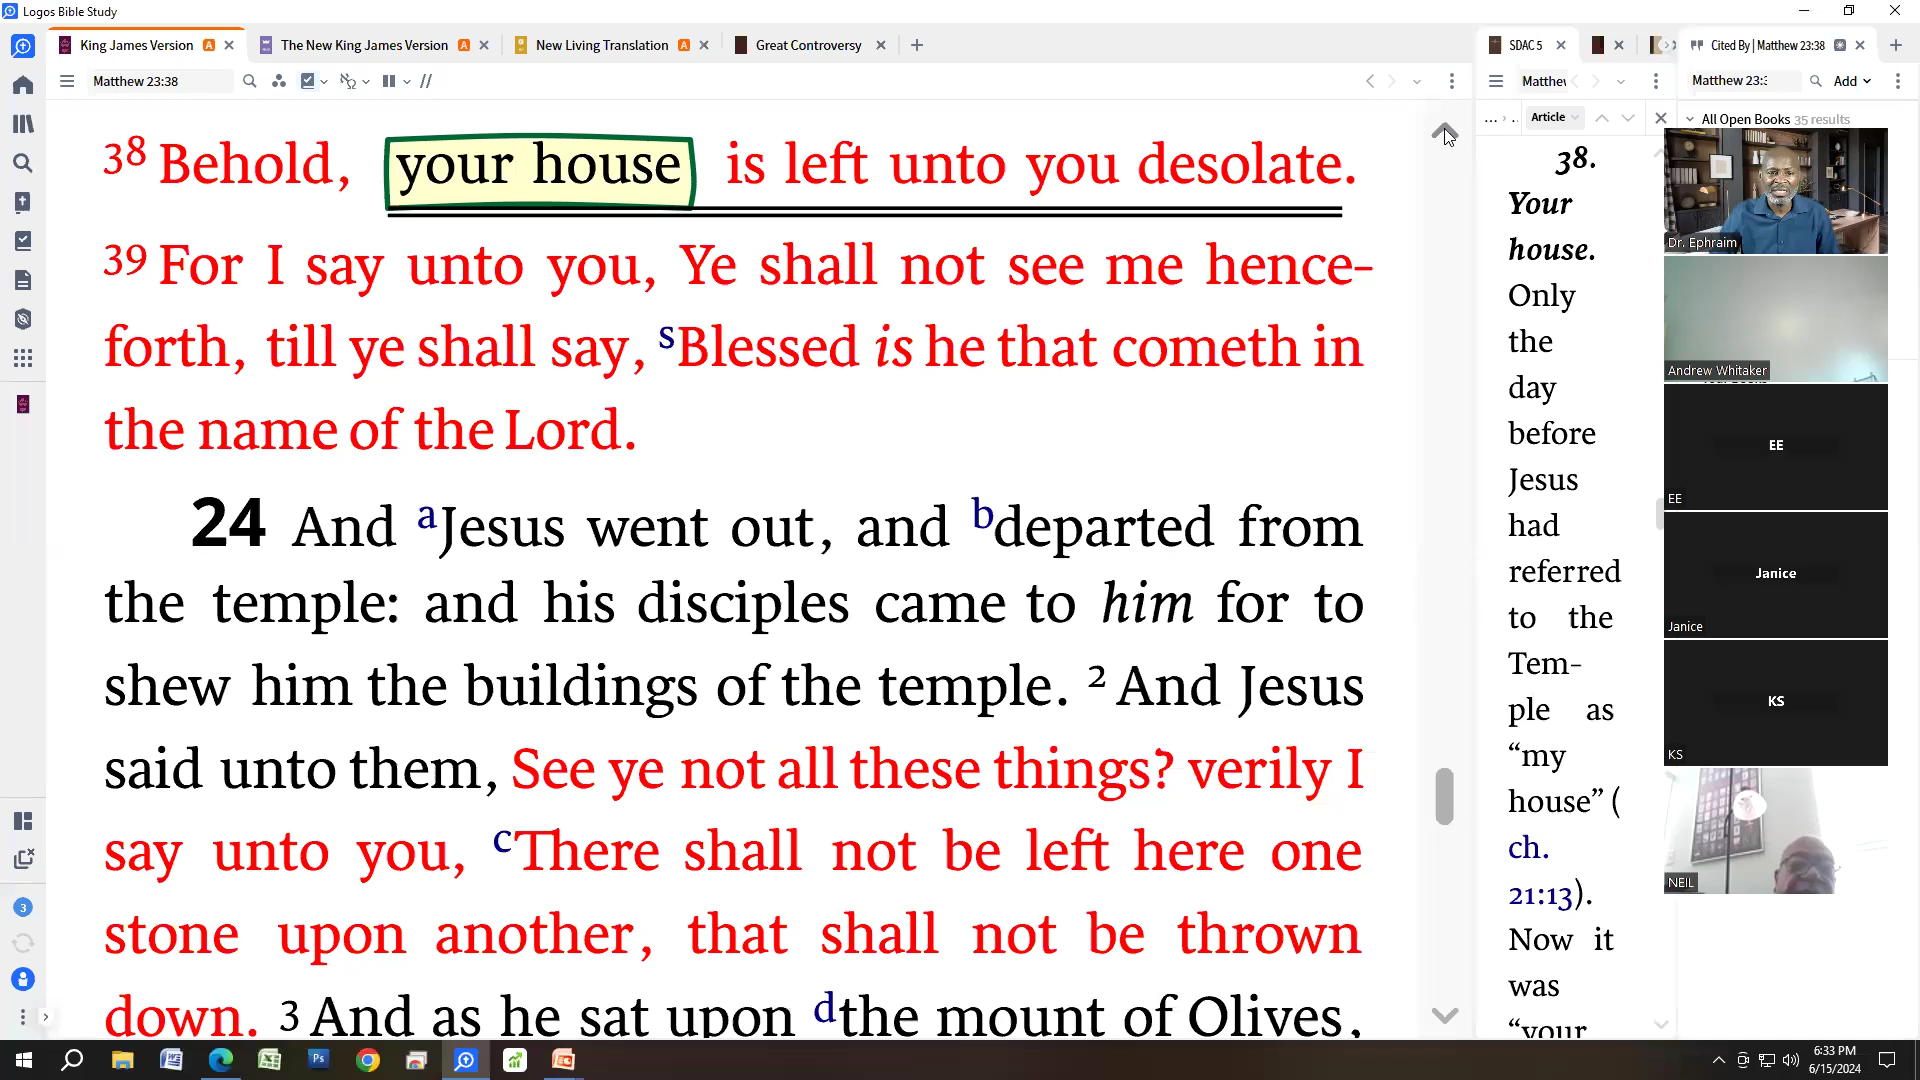 Logos Bible Study
King James Version A
The New King James Version A
New Living Translation A
Great Controversy
SDAC 5
Cited By | Matthew 23:38
Matthew 23:38
Matthew 23:3
Add
Article
All Open Books 35 results
38 Behold, your house is left unto you desolate.
39 For I say unto you, Ye shall not see me hence-
forth, till ye shall say, sBlessed is he that cometh in
the name of the Lord.
24 And aJesus went out, and bdeparted from
the temple: and his disciples came to him for to
shew him the buildings of the temple. 2 And Jesus
said unto them, See ye not all these things? verily I
say unto you, cThere shall not be left here one
stone upon another, that shall not be thrown
down. 3 And as he sat upon dthe mount of Olives,
38.
Your
house.
Only
the
day
before
Jesus
had
referred
to the
Tem-
ple as
“my
house” (
ch.
21:13).
Now it
was
“your
Dr. Ephraim
Andrew Whitaker
EE
EE
Janice
Janice
KS
KS
NEIL
3
6:33 PM
6/15/2024